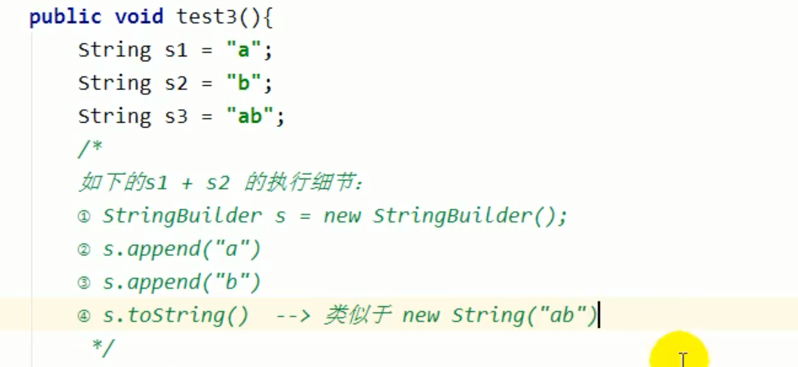 public void test3(){
String s1 = "a";
String s2 = "b";
String s3 = "ab";
/*
如下的s1 + s2 的执行细节：
① StringBuilder s = new StringBuilder();
② s.append("a")
③ s.append("b")
④ s.toString()  --> 类似于 new String("ab")
*/